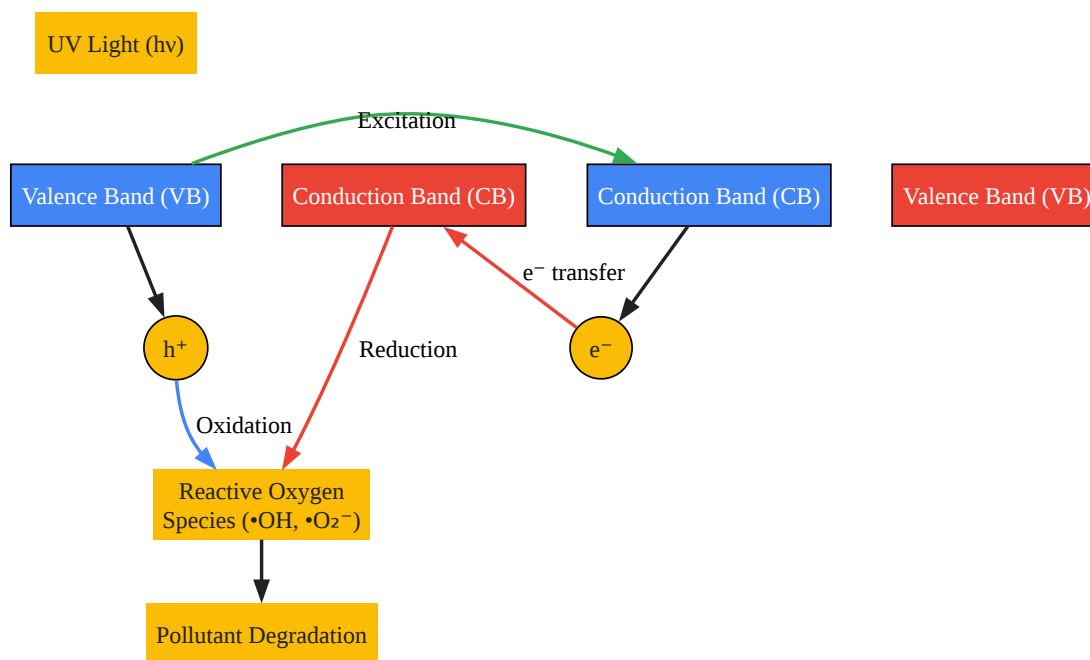 UV Light (hν)
Excitation
Valence Band (VB)
Conduction Band (CB)
Conduction Band (CB)
Valence Band (VB)
e⁻ transfer
h⁺
Reduction
e⁻
Oxidation
Reactive Oxygen
Species (•OH, •O₂⁻)
Pollutant Degradation